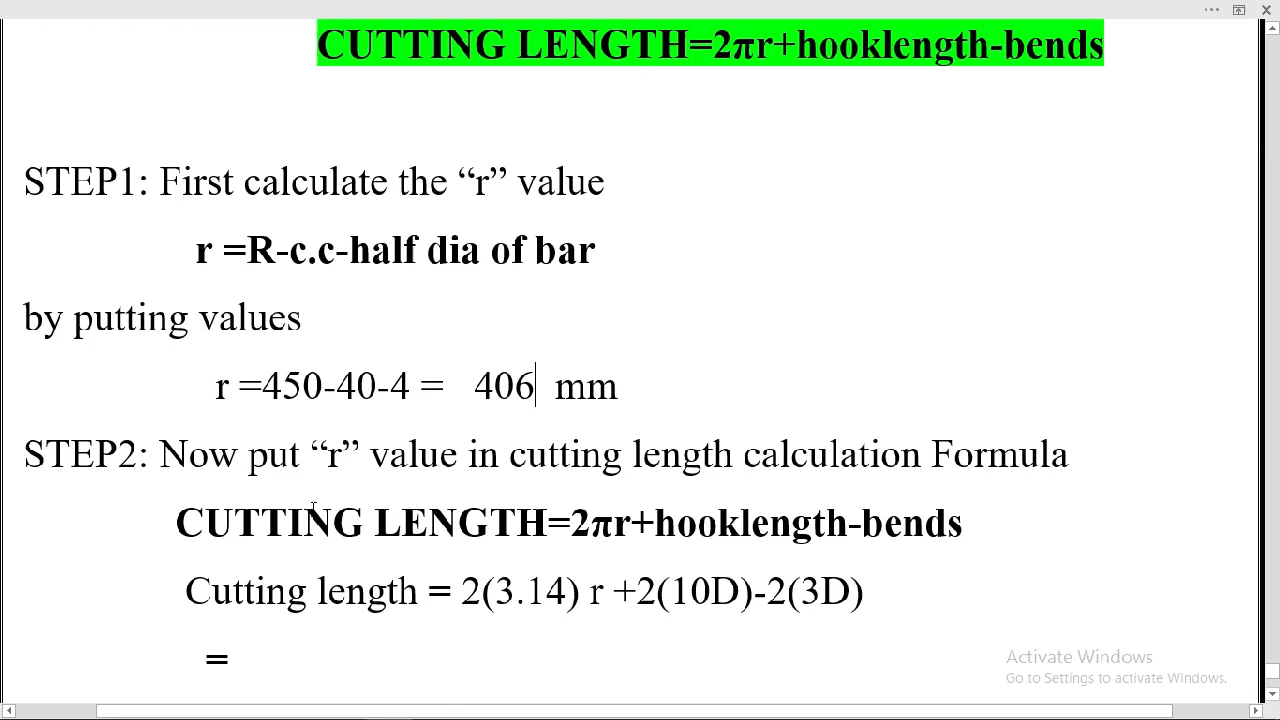 CUTTING LENGTH=2πr+hooklength-bends
STEP1: First calculate the “r” value
r =R-c.c-half dia of bar
by putting values
r =450-40-4 = 406 mm
STEP2: Now put “r” value in cutting length calculation Formula
CUTTING LENGTH=2πr+hooklength-bends
Cutting length = 2(3.14) r +2(10D)-2(3D)
=
Activate Windows
Go to Settings to activate Windows.